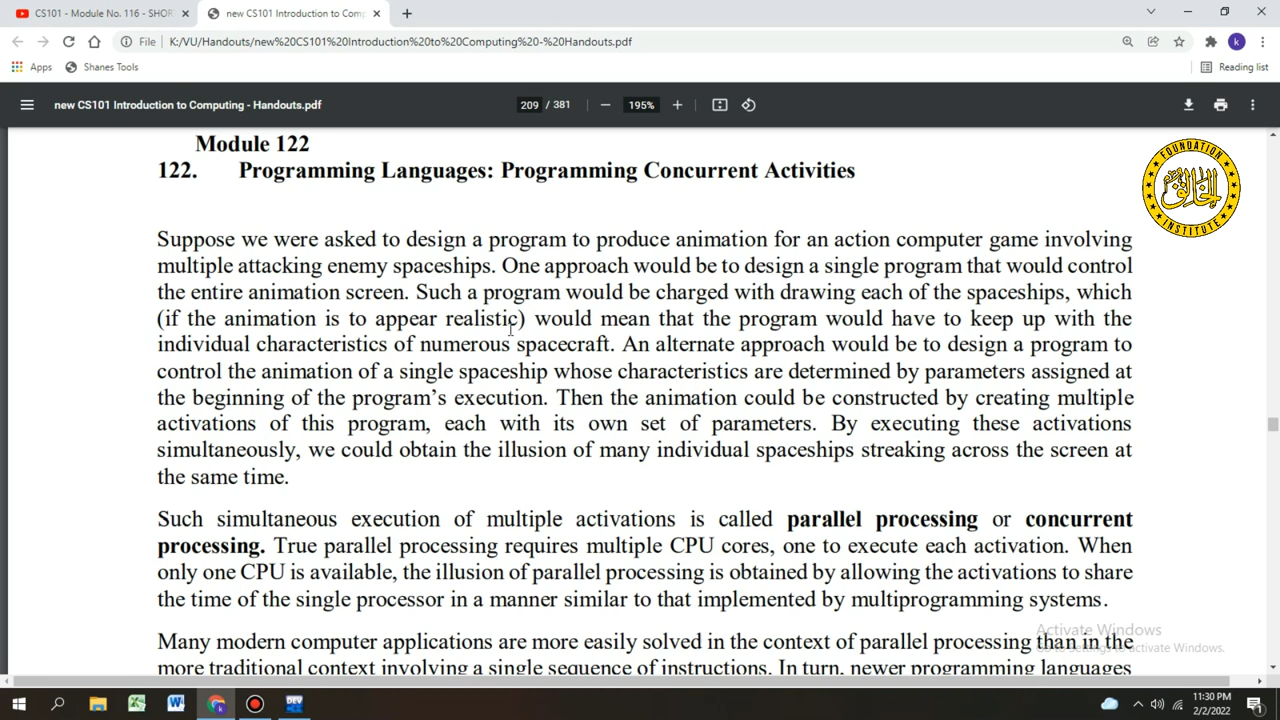 CS101 - Module No. 116 - SHOR
new CS101 Introduction to Comp
File
K:/VU/Handouts/new%20CS101%20Introduction%20to%20Computing%20-%20Handouts.pdf
k
Apps
Shanes Tools
Reading list
new CS101 Introduction to Computing - Handouts.pdf
209 / 381
195%
FOUNDATION
INSTITUTE
Module 122
122. Programming Languages: Programming Concurrent Activities
Suppose we were asked to design a program to produce animation for an action computer game involving
multiple attacking enemy spaceships. One approach would be to design a single program that would control
the entire animation screen. Such a program would be charged with drawing each of the spaceships, which
(if the animation is to appear realistic) would mean that the program would have to keep up with the
individual characteristics of numerous spacecraft. An alternate approach would be to design a program to
control the animation of a single spaceship whose characteristics are determined by parameters assigned at
the beginning of the program’s execution. Then the animation could be constructed by creating multiple
activations of this program, each with its own set of parameters. By executing these activations
simultaneously, we could obtain the illusion of many individual spaceships streaking across the screen at
the same time.
Such simultaneous execution of multiple activations is called parallel processing or concurrent
processing. True parallel processing requires multiple CPU cores, one to execute each activation. When
only one CPU is available, the illusion of parallel processing is obtained by allowing the activations to share
the time of the single processor in a manner similar to that implemented by multiprogramming systems.
Many modern computer applications are more easily solved in the context of parallel processing than in the
more traditional context involving a single sequence of instructions. In turn, newer programming languages
Activate Windows
Go to Settings to activate Windows.
DEV
11:30 PM
2/2/2022
1